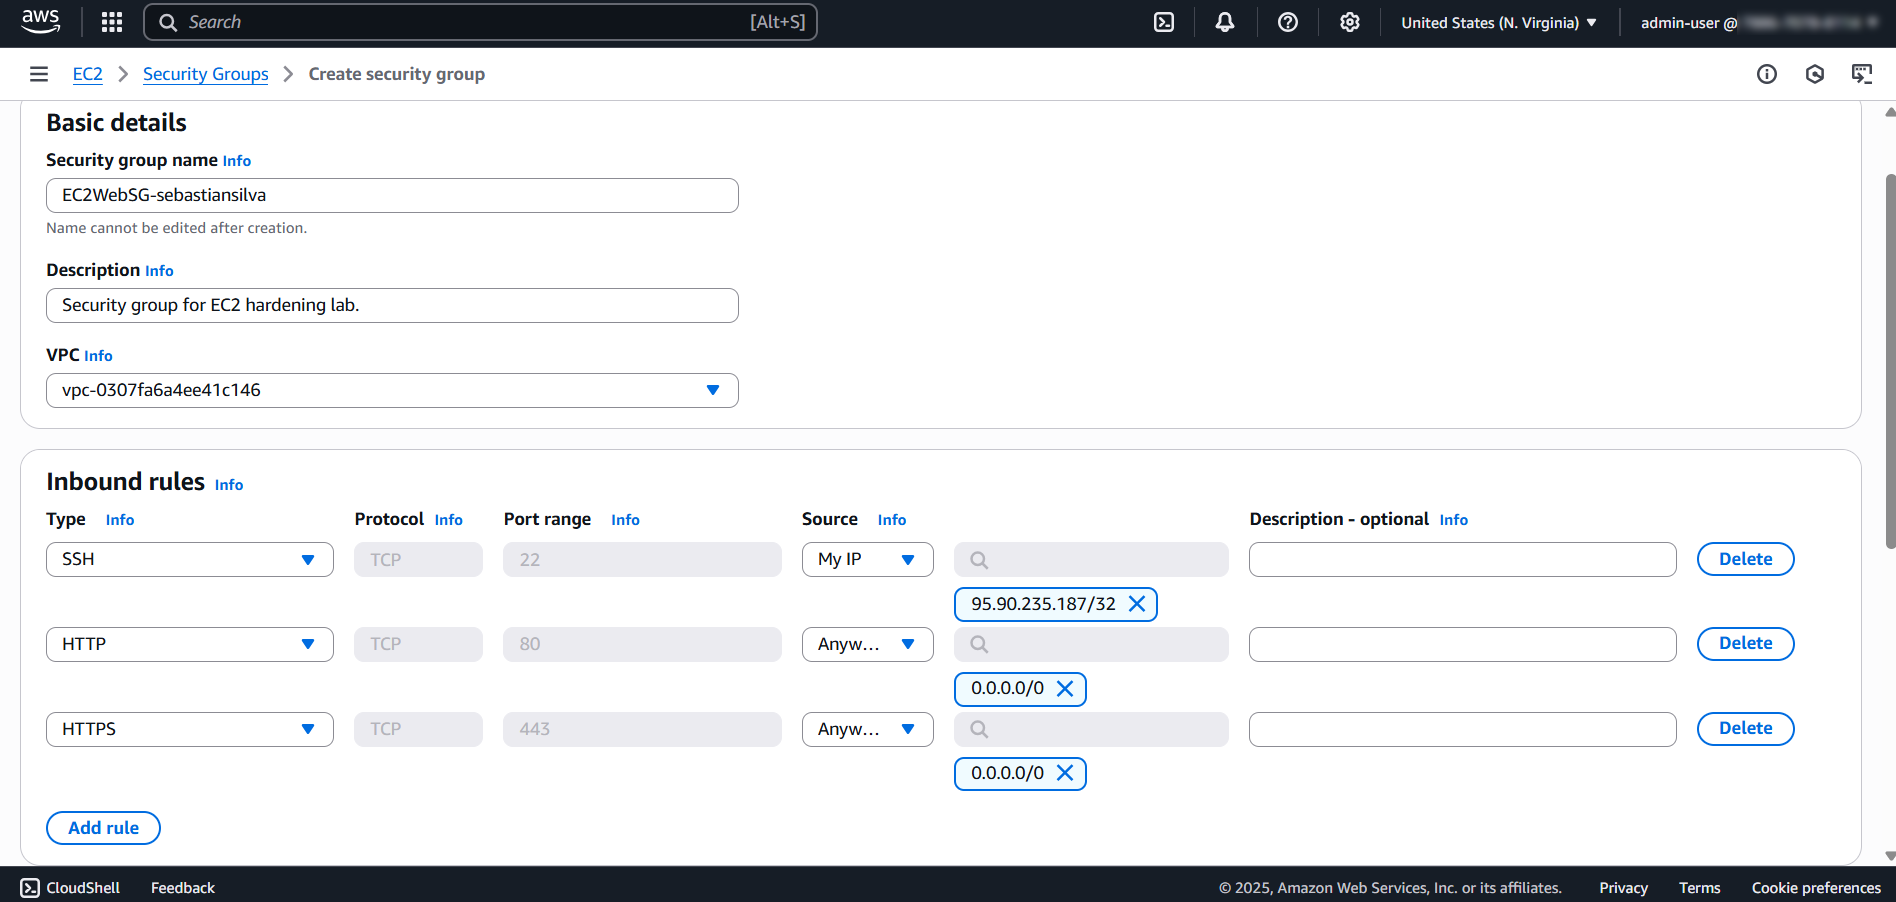 aws
Search [Alt+S] United States (N. Virginia) admin-user @
EC2 Security Groups Create security group
Basic details
Security group name Info
EC2WebSG-sebastiansilva
Name cannot be edited after creation.
Description Info
Security group for EC2 hardening lab.
VPC Info
vpc-0307fa6a4ee41c146
Inbound rules Info
Type Info Protocol Info Port range Info Source Info Description - optional Info
SSH TCP 22 My IP Delete
95.90.235.187/32
HTTP TCP 80 Anyw... Delete
0.0.0.0/0
HTTPS TCP 443 Anyw... Delete
0.0.0.0/0
Add rule
CloudShell Feedback © 2025, Amazon Web Services, Inc. or its affiliates. Privacy Terms Cookie preferences